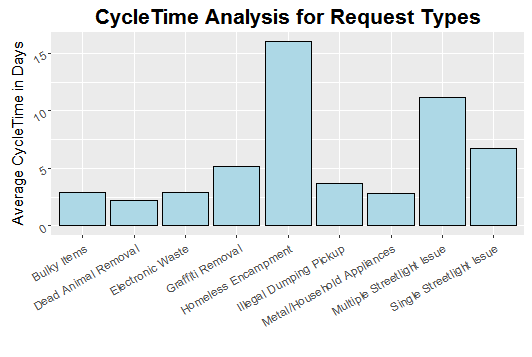 CycleTime Analysis for Request Types
Average CycleTime in Days
15
10
5
0
Bulky Items
Dead Animal Removal
Electronic Waste
Graffiti Removal
Homeless Encampment
Illegal Dumping Pickup
Metal/Household Appliances
Multiple Streetlight Issue
Single Streetlight Issue